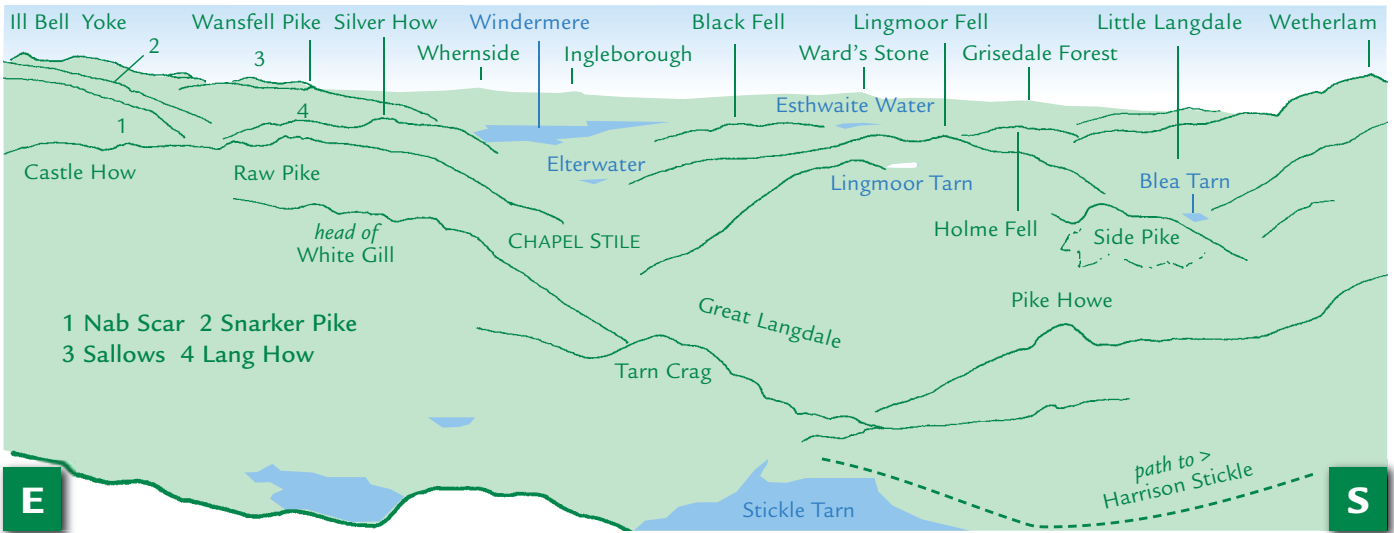 Ill Bell Yoke Wansfell Pike Silver How Windermere Black Fell Lingmoor Fell Little Langdale Wetherlam
2 3 Whernside Ingleborough Ward's Stone Grisedale Forest
4 Esthwaite Water
1
Castle How Raw Pike Elterwater Lingmoor Tarn Blea Tarn
head of
White Gill
CHAPEL STILE Holme Fell Side Pike
Great Langdale Pike Howe
1 Nab Scar 2 Snarker Pike
3 Sallows 4 Lang How
Tarn Crag
path to >
Harrison Stickle
E Stickle Tarn S